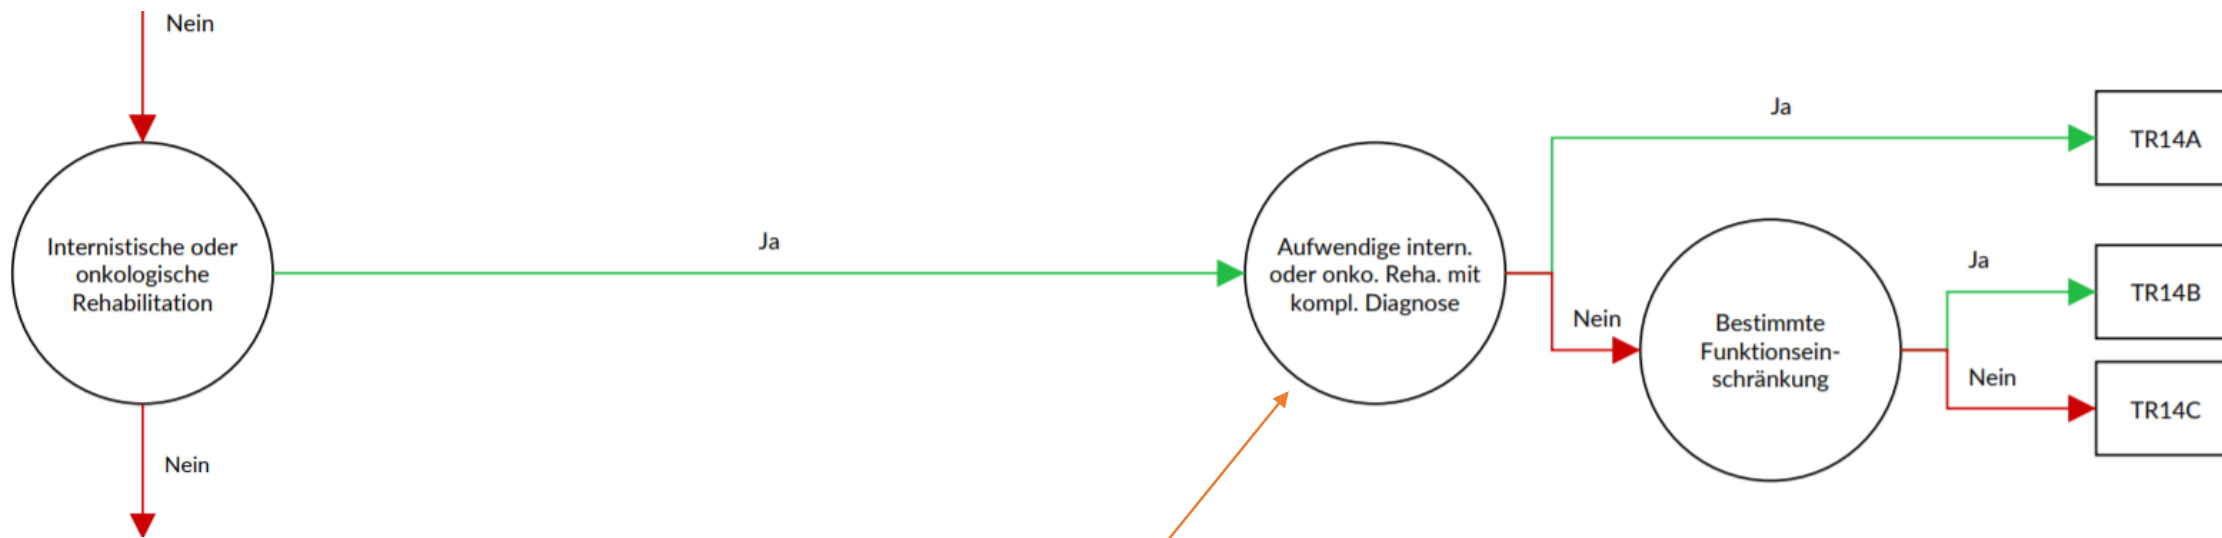 Nein
Internistische oder
onkologische
Rehabilitation
Nein
Ja
Aufwendige intern.
oder onko. Reha. mit
kompl. Diagnose
Ja
TR14A
Nein
Bestimmte
Funktionsein-
schränkung
Ja
TR14B
Nein
TR14C